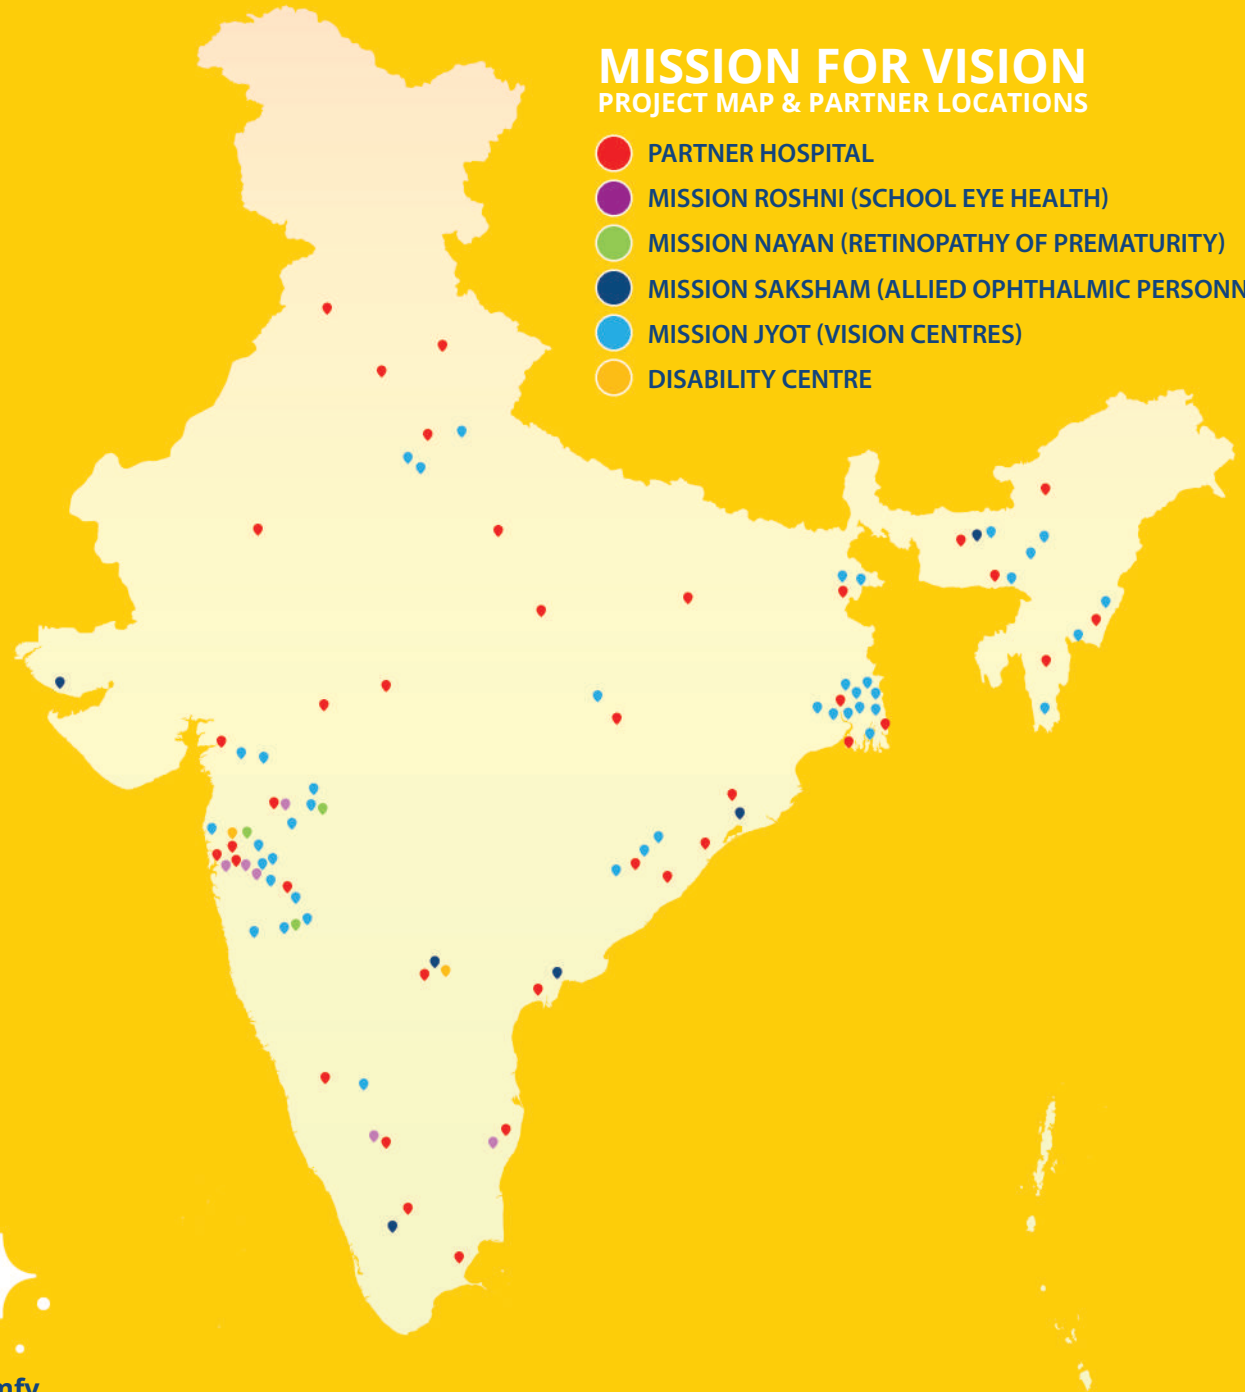 MISSION FOR VISION
PROJECT MAP & PARTNER LOCATIONS
PARTNER HOSPITAL
MISSION ROSHNI (SCHOOL EYE HEALTH)
MISSION NAYAN (RETINOPATHY OF PREMATURITY)
MISSION SAKSHAM (ALLIED OPHTHALMIC PERSONN
MISSION JYOT (VISION CENTRES)
DISABILITY CENTRE